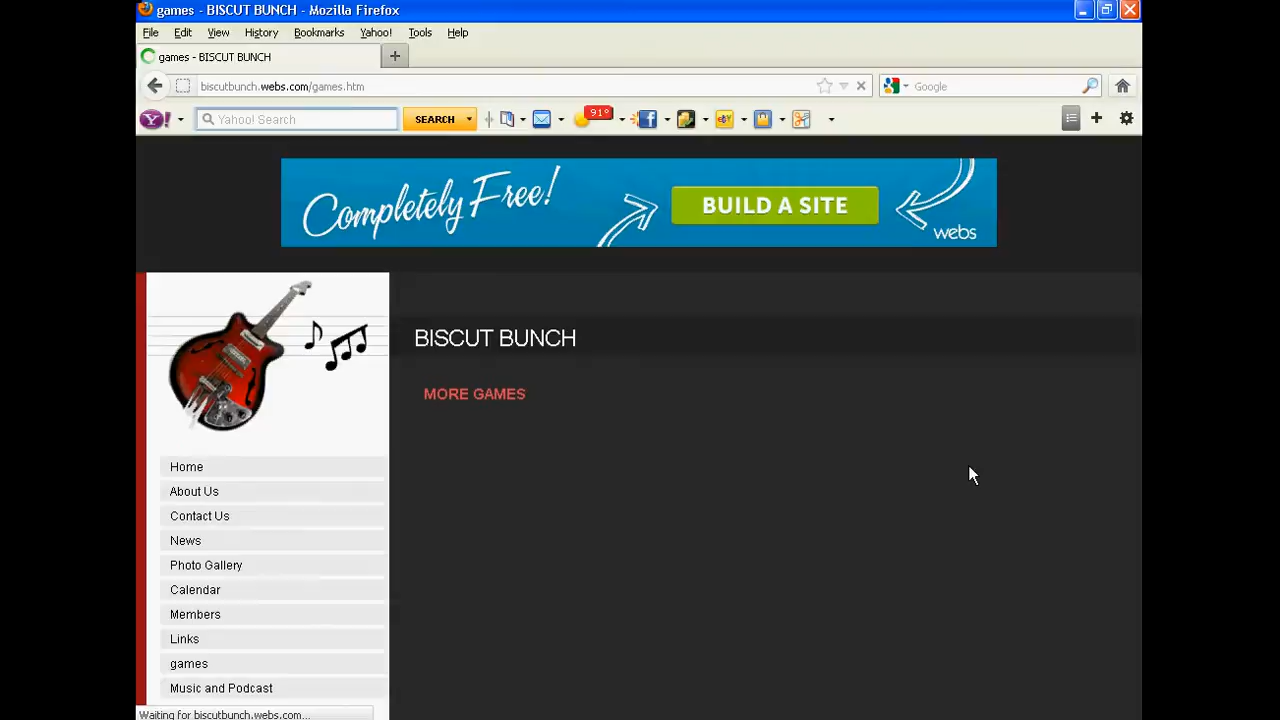 games - BISCUT BUNCH - Mozilla Firefox
File Edit View History Bookmarks Yahoo! Tools Help
games - BISCUT BUNCH +
biscutbunch.webs.com/games.htm Google
Y! Yahoo! Search SEARCH 91°
Completely Free! BUILD A SITE webs
BISCUT BUNCH
MORE GAMES
Home
About Us
Contact Us
News
Photo Gallery
Calendar
Members
Links
games
Music and Podcast
Waiting for biscutbunch.webs.com...